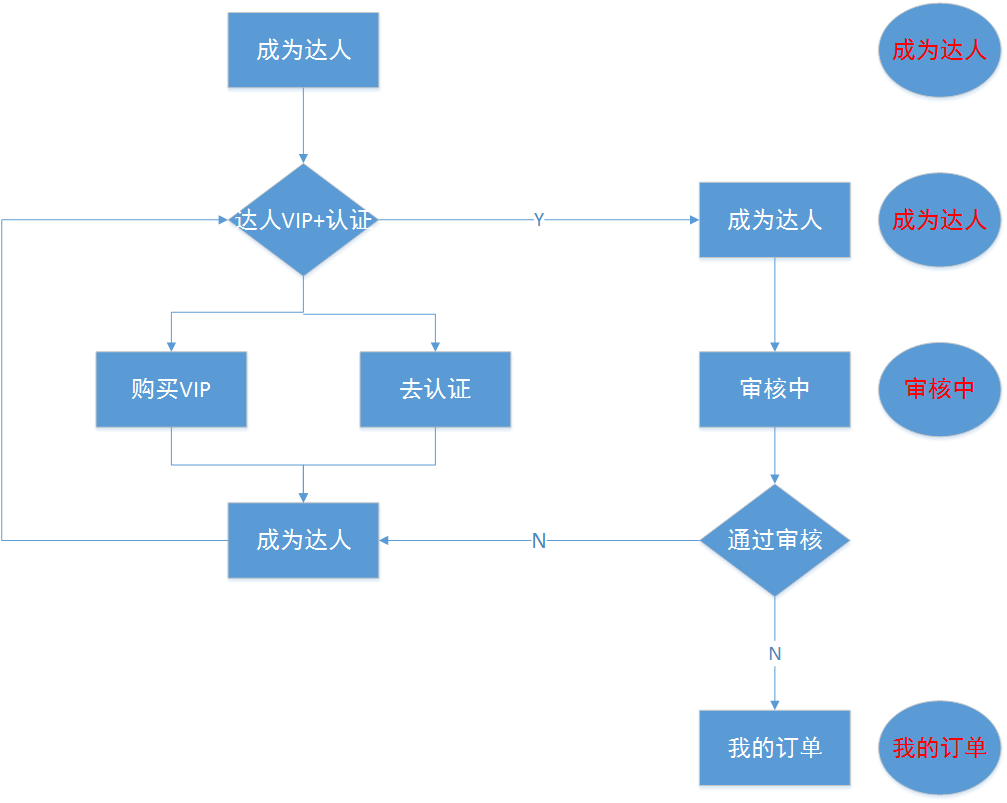 成为达人
成为达人
达人VIP+认证
Y
成为达人
成为达人
购买VIP
去认证
审核中
审核中
成为达人
N
通过审核
N
我的订单
我的订单